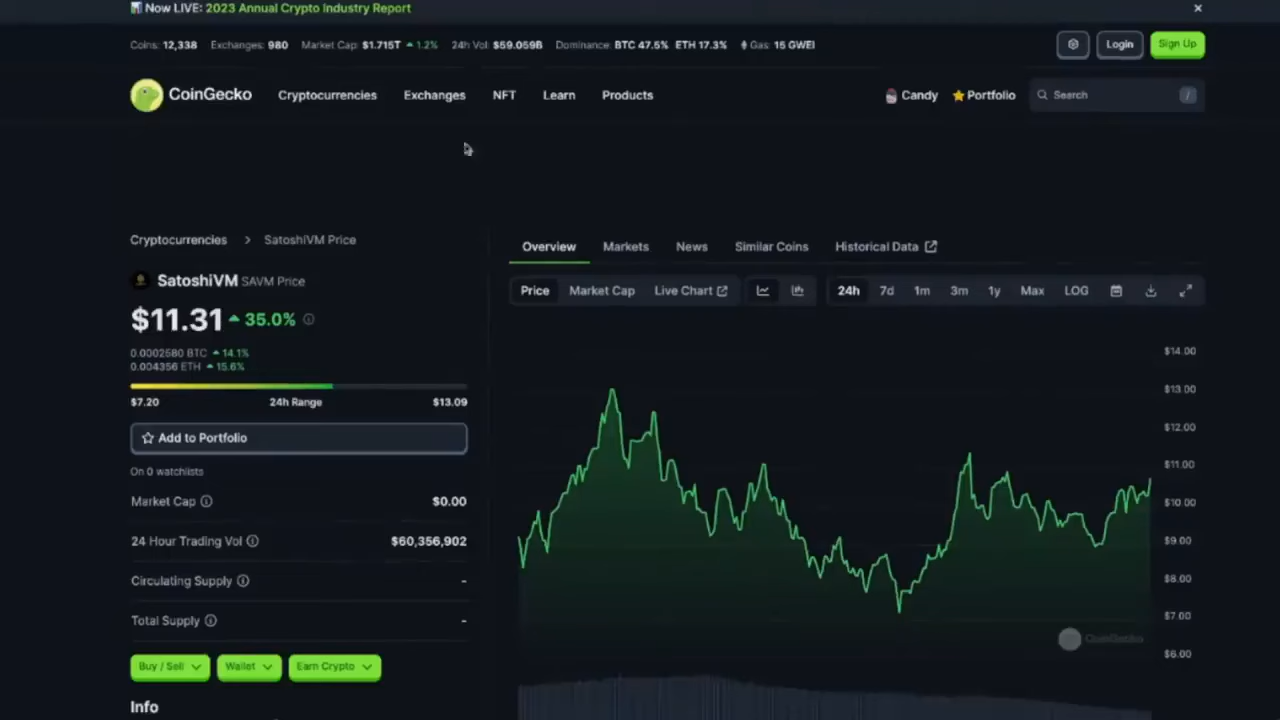 Now LIVE: 2023 Annual Crypto Industry Report
Coins: 12,338 Exchanges: 980 Market Cap: $1.715T 1.2% 24h Vol: $59.059B Dominance: BTC 47.5% ETH 17.3% Gas: 15 GWEI
Login
Sign Up
CoinGecko
Cryptocurrencies Exchanges NFT Learn Products
Candy Portfolio
Search /
Cryptocurrencies > SatoshiVM Price
SatoshiVM SAVM Price
$11.31 35.0%
0.0002580 BTC 14.1%
0.004356 ETH 15.6%
$7.20 24h Range $13.09
Add to Portfolio
On 0 watchlists
Market Cap $0.00
24 Hour Trading Vol $60,356,902
Circulating Supply -
Total Supply -
Buy / Sell Wallet Earn Crypto
Info
Overview Markets News Similar Coins Historical Data
Price Market Cap Live Chart
24h 7d 1m 3m 1y Max LOG
$14.00
$13.00
$12.00
$11.00
$10.00
$9.00
$8.00
$7.00
$6.00
CoinGecko